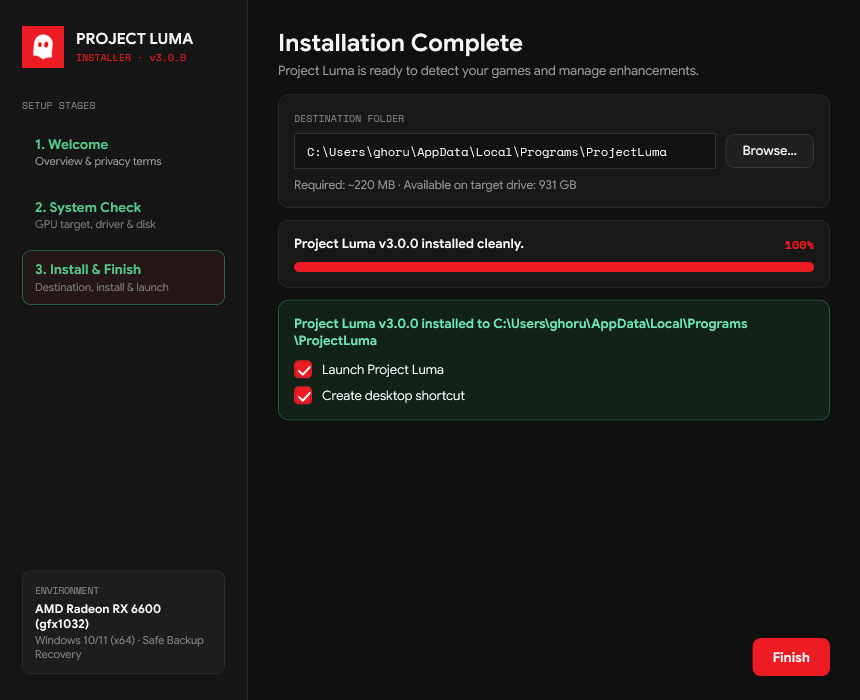 PROJECT LUMA
INSTALLER · v3.0.0
SETUP STAGES
1. Welcome
Overview & privacy terms
2. System Check
GPU target, driver & disk
3. Install & Finish
Destination, install & launch
ENVIRONMENT
AMD Radeon RX 6600
(gfx1032)
Windows 10/11 (x64) · Safe Backup
Recovery
Installation Complete
Project Luma is ready to detect your games and manage enhancements.
DESTINATION FOLDER
C:\Users\ghoru\AppData\Local\Programs\ProjectLuma
Browse...
Required: ~220 MB · Available on target drive: 931 GB
Project Luma v3.0.0 installed cleanly.
100%
Project Luma v3.0.0 installed to C:\Users\ghoru\AppData\Local\Programs
\ProjectLuma
Launch Project Luma
Create desktop shortcut
Finish